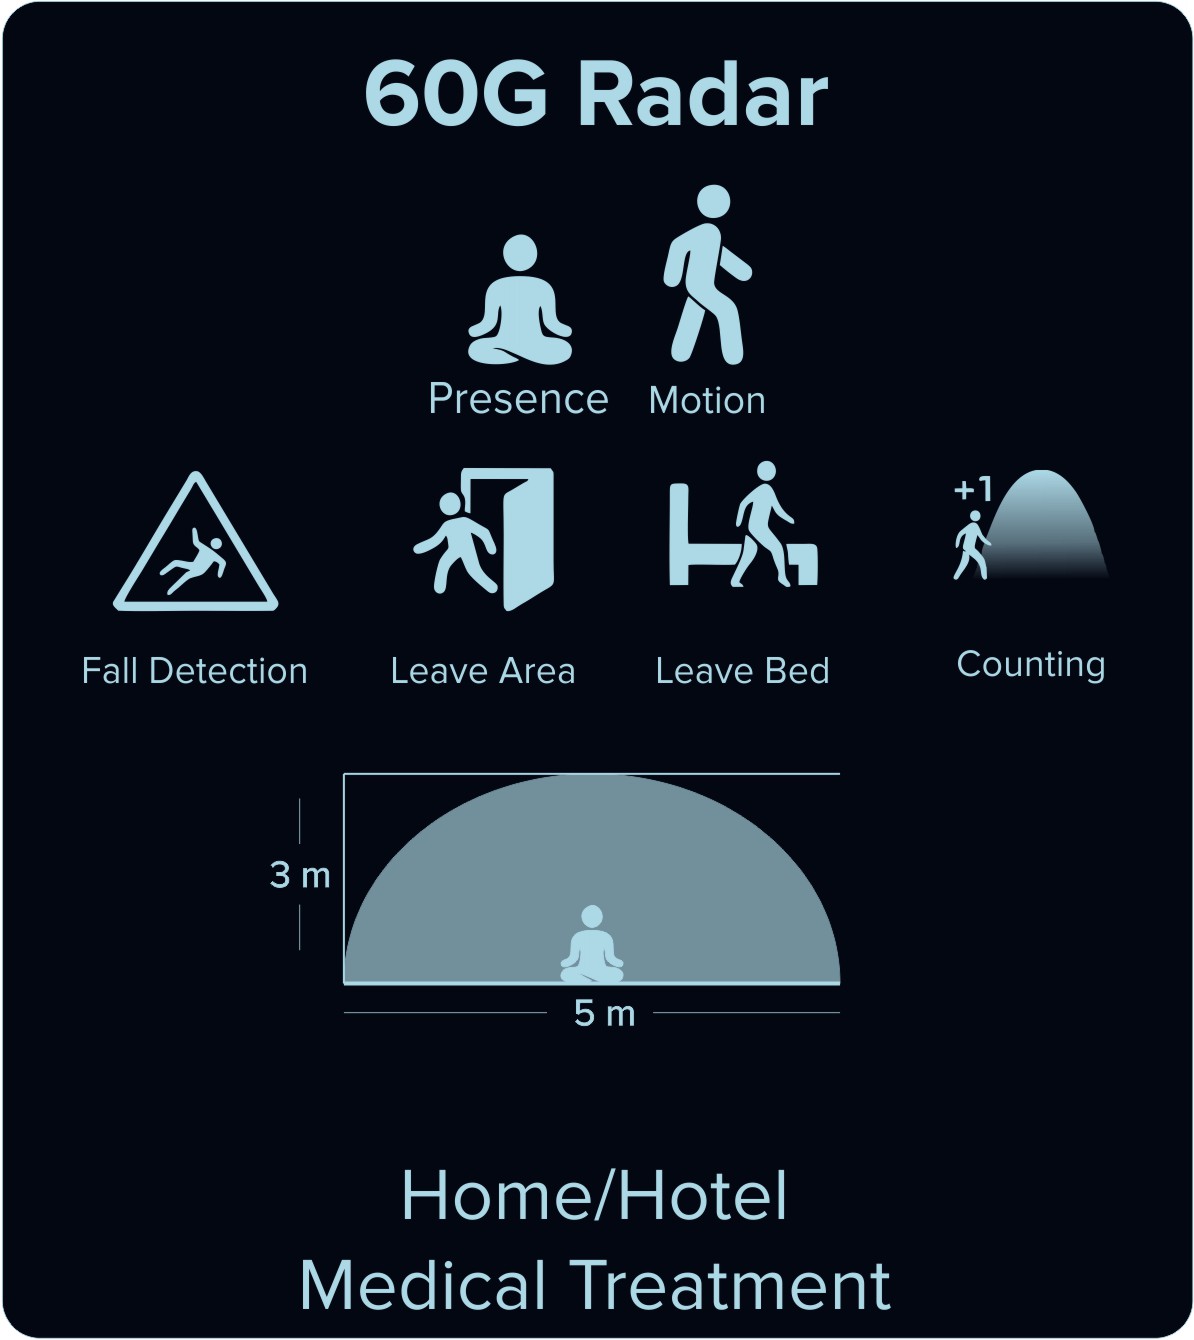 60G Radar
Presence
Motion
+1
Fall Detection
Leave Area
Leave Bed
Counting
3 m
5 m
Home/Hotel
Medical Treatment